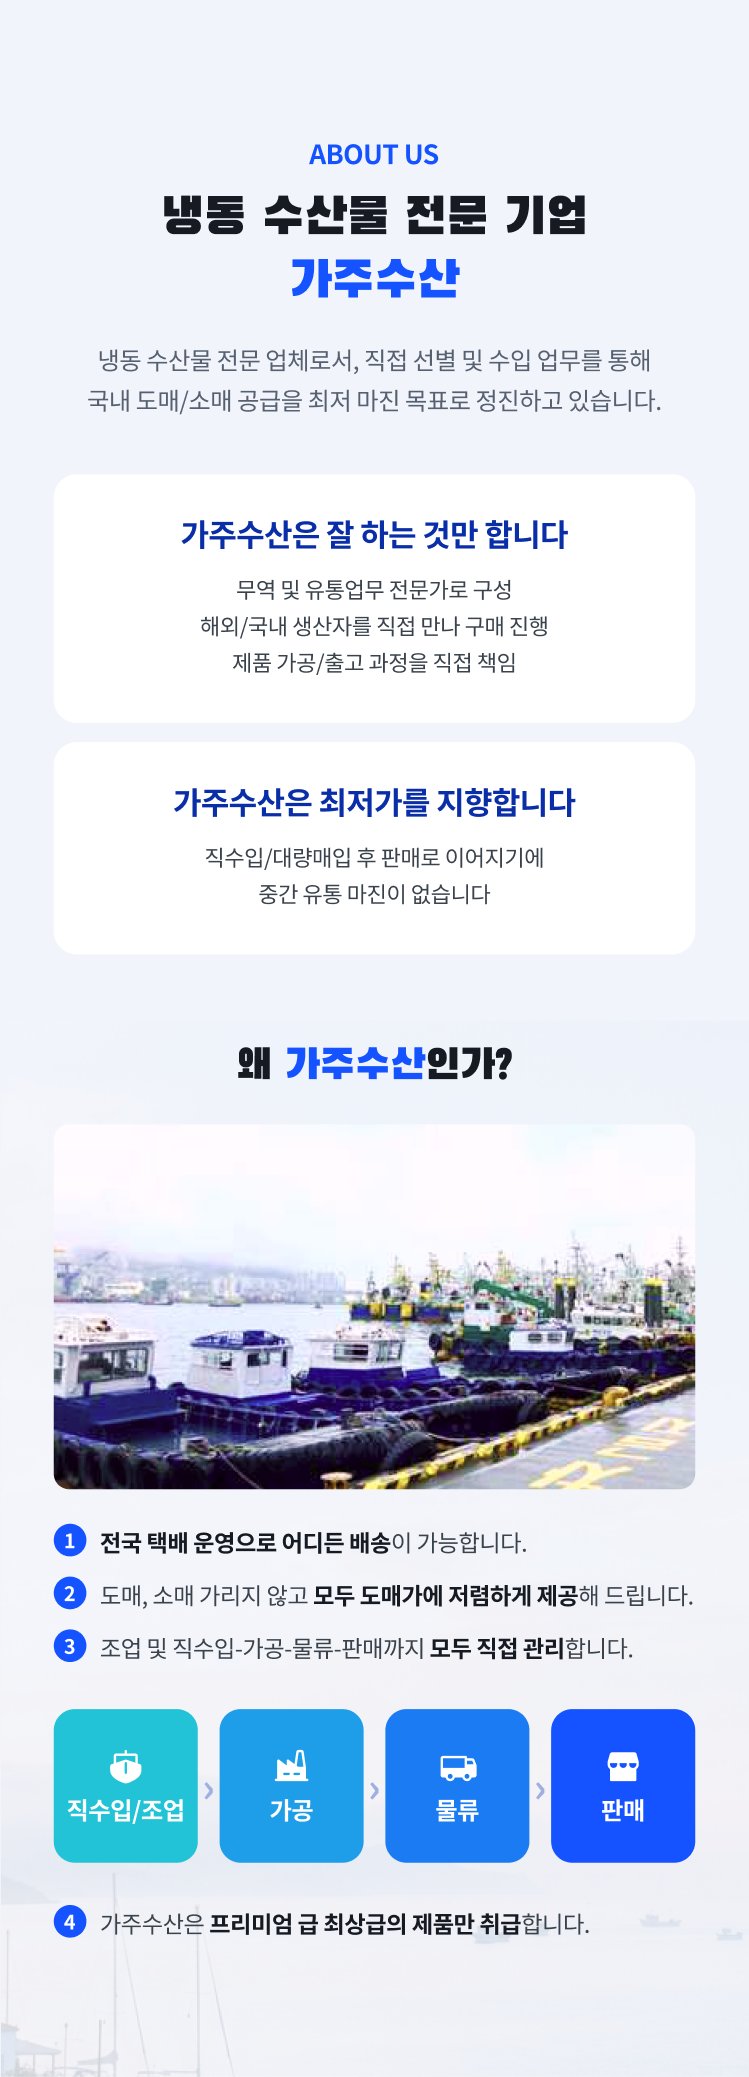 ABOUT US
냉동 수산물 전문 기업
가주수산
냉동 수산물 전문 업체로서, 직접 선별 및 수입 업무를 통해
국내 도매/소매 공급을 최저 마진 목표로 정진하고 있습니다.
가주수산은 잘 하는 것만 합니다
무역 및 유통업무 전문가로 구성
해외/국내 생산자를 직접 만나 구매 진행
제품 가공/출고 과정을 직접 책임
가주수산은 최저가를 지향합니다
직수입/대량매입 후 판매로 이어지기에
중간 유통 마진이 없습니다
왜 가주수산인가?
1 전국 택배 운영으로 어디든 배송이 가능합니다.
2 도매, 소매 가리지 않고 모두 도매가에 저렴하게 제공해 드립니다.
3 조업 및 직수입-가공-물류-판매까지 모두 직접 관리합니다.
직수입/조업 › 가공 › 물류 › 판매
4 가주수산은 프리미엄 급 최상급의 제품만 취급합니다.